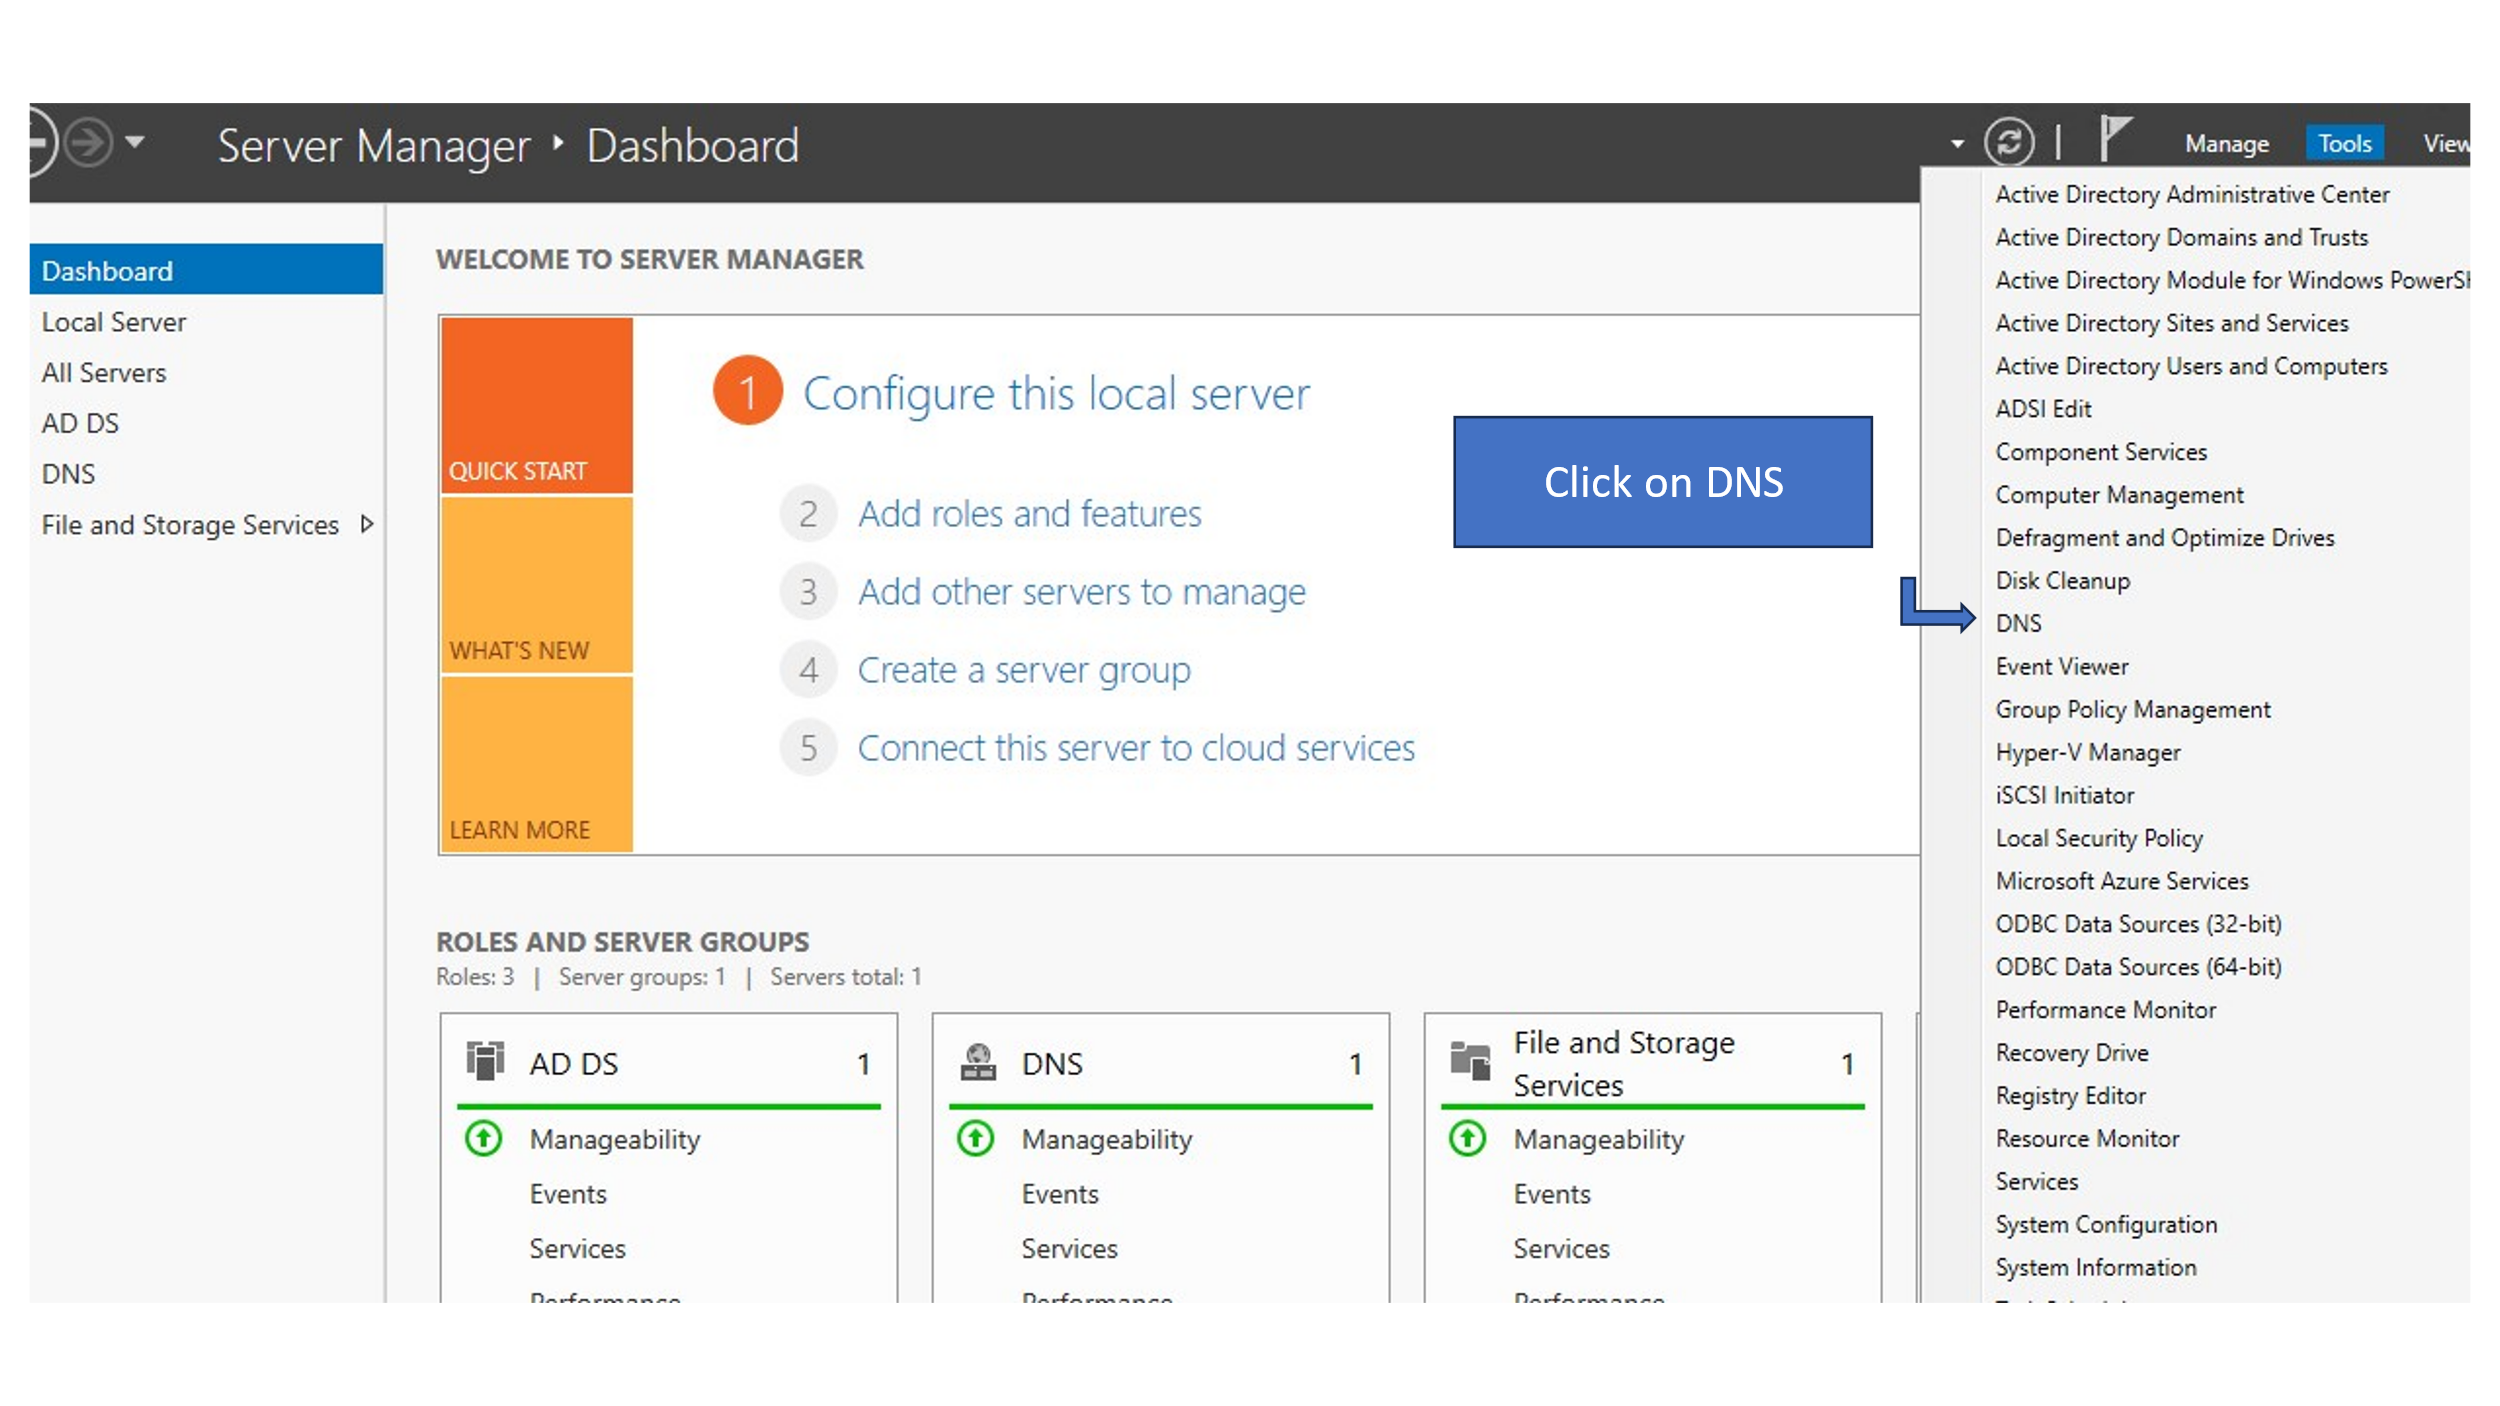 Server Manager ‣ Dashboard
Manage
Tools
View
Dashboard
Local Server
All Servers
AD DS
DNS
File and Storage Services
WELCOME TO SERVER MANAGER
QUICK START
WHAT'S NEW
LEARN MORE
1 Configure this local server
2 Add roles and features
3 Add other servers to manage
4 Create a server group
5 Connect this server to cloud services
Click on DNS
ROLES AND SERVER GROUPS
Roles: 3 | Server groups: 1 | Servers total: 1
AD DS 1
Manageability
Events
Services
Performance
DNS 1
Manageability
Events
Services
Performance
File and Storage
Services 1
Manageability
Events
Services
Performance
Active Directory Administrative Center
Active Directory Domains and Trusts
Active Directory Module for Windows PowerSh
Active Directory Sites and Services
Active Directory Users and Computers
ADSI Edit
Component Services
Computer Management
Defragment and Optimize Drives
Disk Cleanup
DNS
Event Viewer
Group Policy Management
Hyper-V Manager
iSCSI Initiator
Local Security Policy
Microsoft Azure Services
ODBC Data Sources (32-bit)
ODBC Data Sources (64-bit)
Performance Monitor
Recovery Drive
Registry Editor
Resource Monitor
Services
System Configuration
System Information